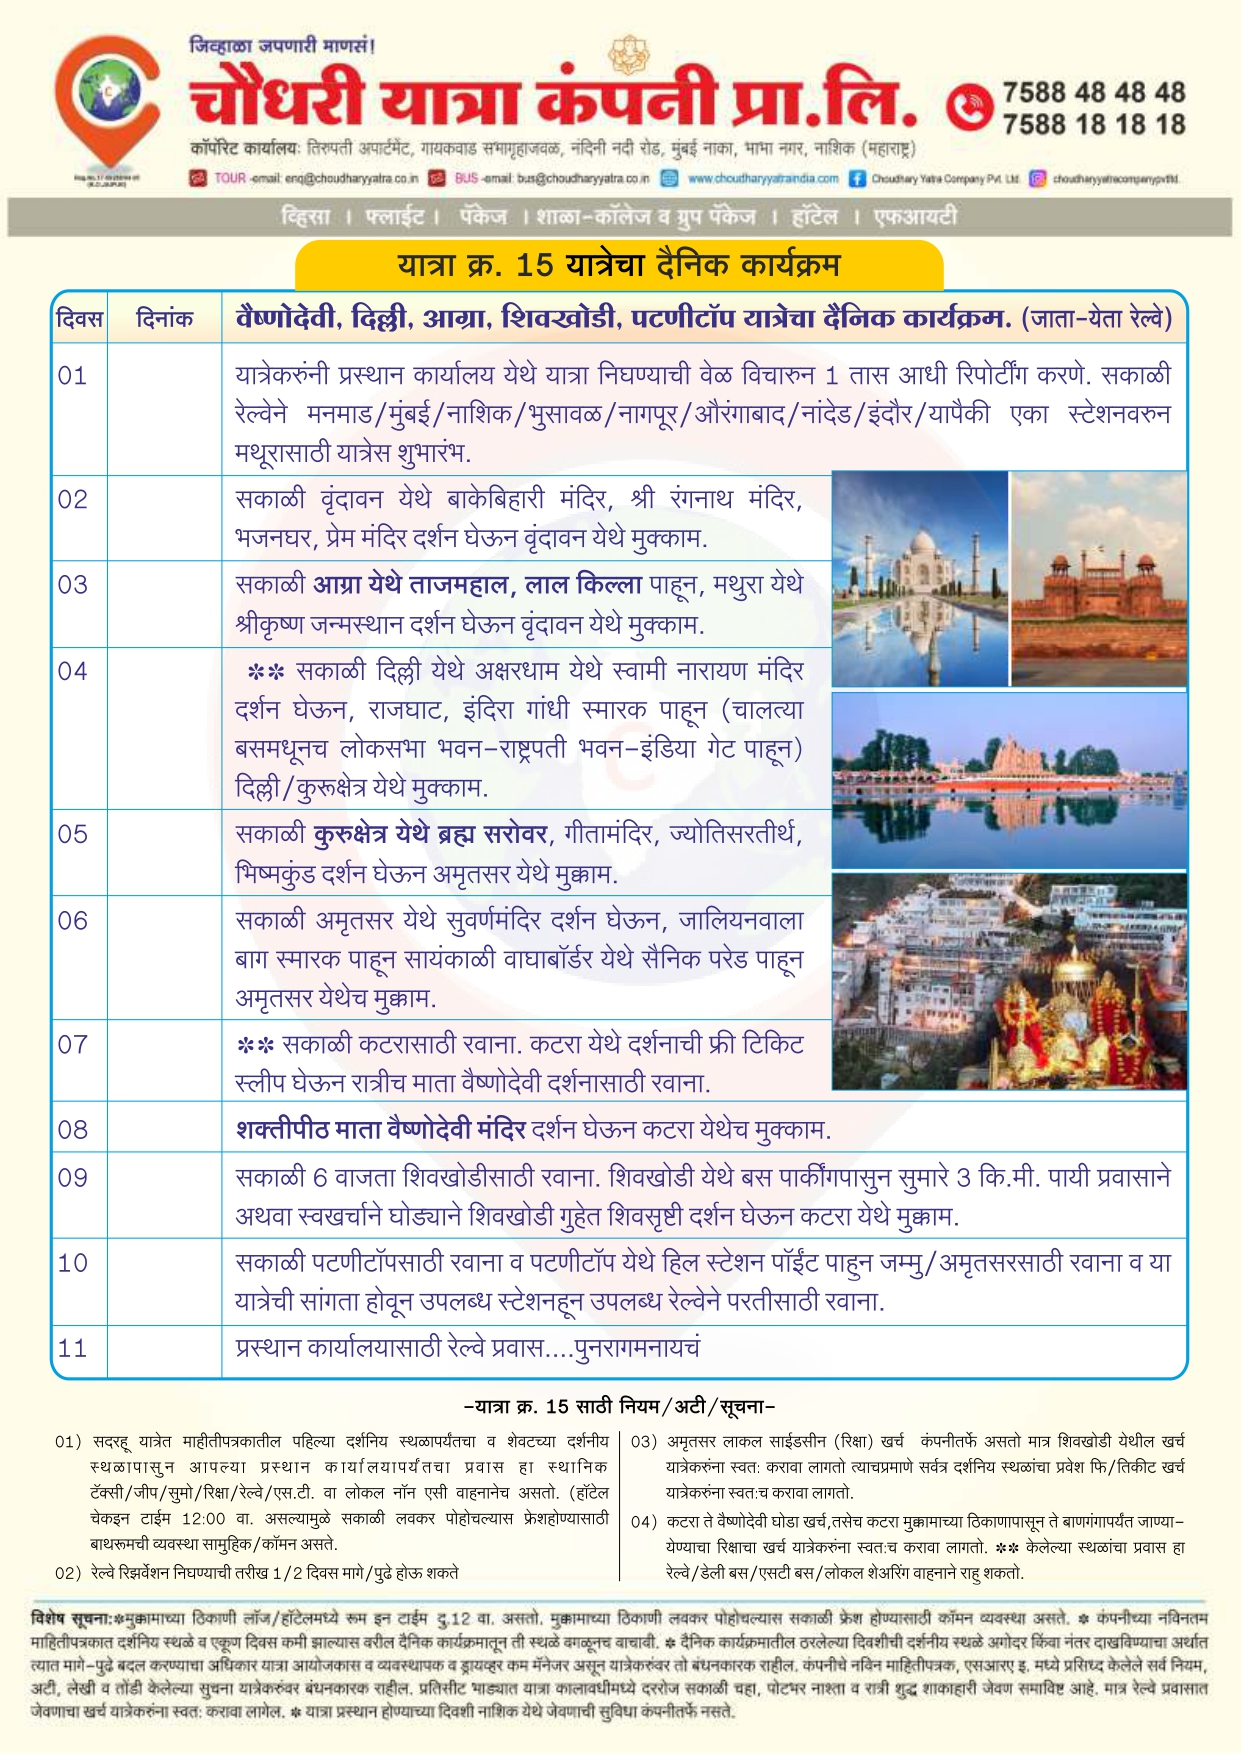 जिव्हाळा जपणारी माणसं!
चौधरी यात्रा कंपनी प्रा.लि.
7588 48 48 48
7588 18 18 18
कॉर्पोरेट कार्यालय: तिरुपती अपार्टमेंट, गायकवाड सभागृहाजवळ, नंदिनी नदी रोड, मुंबई नाका, भाभा नगर, नाशिक (महाराष्ट्र)
TOUR -email: enq@choudharyyatra.co.in BUS -email: bus@choudharyyatra.co.in www.choudharyyatraindia.com Choudhary Yatra Company Pvt. Ltd. choudharyyatracompanypvtltd.
व्हिसा । फ्लाईट । पॅकेज । शाळा-कॉलेज व ग्रुप पॅकेज । हॉटेल । एफआयटी
यात्रा क्र. 15 यात्रेचा दैनिक कार्यक्रम
दिवस दिनांक वैष्णोदेवी, दिल्ली, आग्रा, शिवखोडी, पटणीटॉप यात्रेचा दैनिक कार्यक्रम. (जाता-येता रेल्वे)
01 यात्रेकरुंनी प्रस्थान कार्यालय येथे यात्रा निघण्याची वेळ विचारुन 1 तास आधी रिपोर्टींग करणे. सकाळी
रेल्वेने मनमाड/मुंबई/नाशिक/भुसावळ/नागपूर/औरंगाबाद/नांदेड/इंदौर/यापैकी एका स्टेशनवरुन
मथूरासाठी यात्रेस शुभारंभ.
02 सकाळी वृंदावन येथे बाकेबिहारी मंदिर, श्री रंगनाथ मंदिर,
भजनघर, प्रेम मंदिर दर्शन घेऊन वृंदावन येथे मुक्काम.
03 सकाळी आग्रा येथे ताजमहाल, लाल किल्ला पाहून, मथुरा येथे
श्रीकृष्ण जन्मस्थान दर्शन घेऊन वृंदावन येथे मुक्काम.
04 ** सकाळी दिल्ली येथे अक्षरधाम येथे स्वामी नारायण मंदिर
दर्शन घेऊन, राजघाट, इंदिरा गांधी स्मारक पाहून (चालत्या
बसमधूनच लोकसभा भवन-राष्ट्रपती भवन-इंडिया गेट पाहून)
दिल्ली/कुरूक्षेत्र येथे मुक्काम.
05 सकाळी कुरुक्षेत्र येथे ब्रह्म सरोवर, गीतामंदिर, ज्योतिसरतीर्थ,
भिष्मकुंड दर्शन घेऊन अमृतसर येथे मुक्काम.
06 सकाळी अमृतसर येथे सुवर्णमंदिर दर्शन घेऊन, जालियनवाला
बाग स्मारक पाहून सायंकाळी वाघाबॉर्डर येथे सैनिक परेड पाहून
अमृतसर येथेच मुक्काम.
07 ** सकाळी कटरासाठी रवाना. कटरा येथे दर्शनाची फ्री टिकिट
स्लीप घेऊन रात्रीच माता वैष्णोदेवी दर्शनासाठी रवाना.
08 शक्तीपीठ माता वैष्णोदेवी मंदिर दर्शन घेऊन कटरा येथेच मुक्काम.
09 सकाळी 6 वाजता शिवखोडीसाठी रवाना. शिवखोडी येथे बस पार्कींगपासुन सुमारे 3 कि.मी. पायी प्रवासाने
अथवा स्वखर्चाने घोड्याने शिवखोडी गुहेत शिवसृष्टी दर्शन घेऊन कटरा येथे मुक्काम.
10 सकाळी पटणीटॉपसाठी रवाना व पटणीटॉप येथे हिल स्टेशन पॉईंट पाहुन जम्मु/अमृतसरसाठी रवाना व या
यात्रेची सांगता होवून उपलब्ध स्टेशनहून उपलब्ध रेल्वेने परतीसाठी रवाना.
11 प्रस्थान कार्यालयासाठी रेल्वे प्रवास....पुनरागमनायचं
-यात्रा क्र. 15 साठी नियम/अटी/सूचना-
01) सदरहू यात्रेत माहीतीपत्रकातील पहिल्या दर्शनिय स्थळापर्यंतचा व शेवटच्या दर्शनीय
स्थळापासुन आपल्या प्रस्थान कार्यालयापर्यंतचा प्रवास हा स्थानिक
टॅक्सी/जीप/सुमो/रिक्षा/रेल्वे/एस.टी. वा लोकल नॉन एसी वाहनानेच असतो. (हॉटेल
चेकइन टाईम 12:00 वा. असल्यामुळे सकाळी लवकर पोहोचल्यास फ्रेशहोण्यासाठी
बाथरूमची व्यवस्था सामुहिक/कॉमन असते.
02) रेल्वे रिझर्वेशन निघण्याची तरीख 1/2 दिवस मागे/पुढे होऊ शकते
03) अमृतसर लाकल साईडसीन (रिक्षा) खर्च कंपनीतर्फे असतो मात्र शिवखोडी येथील खर्च
यात्रेकरुंना स्वत: करावा लागतो त्याचप्रमाणे सर्वत्र दर्शनिय स्थळांचा प्रवेश फि/तिकीट खर्च
यात्रेकरुंना स्वत:च करावा लागतो.
04) कटरा ते वैष्णोदेवी घोडा खर्च,तसेच कटरा मुक्कामाच्या ठिकाणापासून ते बाणगंगापर्यंत जाण्या-
येण्याचा रिक्षाचा खर्च यात्रेकरुंना स्वत:च करावा लागतो. ** केलेल्या स्थळांचा प्रवास हा
रेल्वे/डेली बस/एसटी बस/लोकल शेअरिंग वाहनाने राहु शकतो.
विशेष सूचना:*मुक्कामाच्या ठिकाणी लॉज/हॉटेलमध्ये रूम इन टाईम दु.12 वा. असतो. मुक्कामाच्या ठिकाणी लवकर पोहोचल्यास सकाळी फ्रेश होण्यासाठी कॉमन व्यवस्था असते. * कंपनीच्या नविनतम
माहितीपत्रकात दर्शनिय स्थळे व एकूण दिवस कमी झाल्यास वरील दैनिक कार्यक्रमातून ती स्थळे वगळूनच वाचावी. * दैनिक कार्यक्रमातील ठरलेल्या दिवशीची दर्शनीय स्थळे अगोदर किंवा नंतर दाखविण्याचा अर्थात
त्यात मागे-पुढे बदल करण्याचा अधिकार यात्रा आयोजकास व व्यवस्थापक व ड्रायव्हर कम मॅनेजर असून यात्रेकरुंवर तो बंधनकारक राहील. कंपनीचे नविन माहितीपत्रक, एसआरए इ. मध्ये प्रसिध्द केलेले सर्व नियम,
अटी, लेखी व तोंडी केलेल्या सुचना यात्रेकरुंवर बंधनकारक राहील. प्रतिसीट भाड्यात यात्रा कालावधीमध्ये दररोज सकाळी चहा, पोटभर नाश्ता व रात्री शुद्ध शाकाहारी जेवण समाविष्ट आहे. मात्र रेल्वे प्रवासात
जेवणाचा खर्च यात्रेकरुंना स्वत: करावा लागेल. * यात्रा प्रस्थान होण्याच्या दिवशी नाशिक येथे जेवणाची सुविधा कंपनीतर्फे नसते.